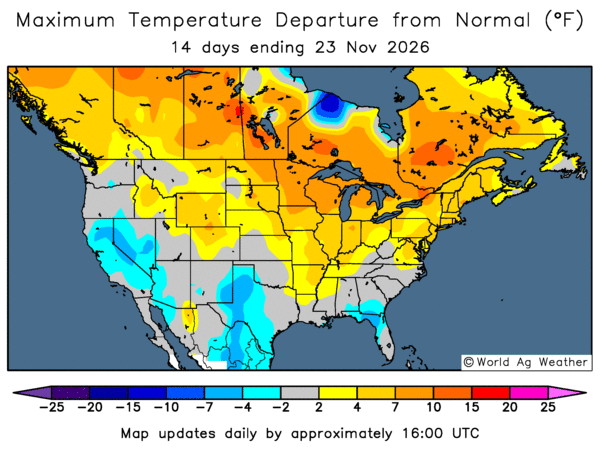 Maximum Temperature Departure from Normal (°F)
14 days ending 23 Nov 2026
© World Ag Weather
−25 −20 −15 −10 −7 −4 −2 2 4 7 10 15 20 25
Map updates daily by approximately 16:00 UTC